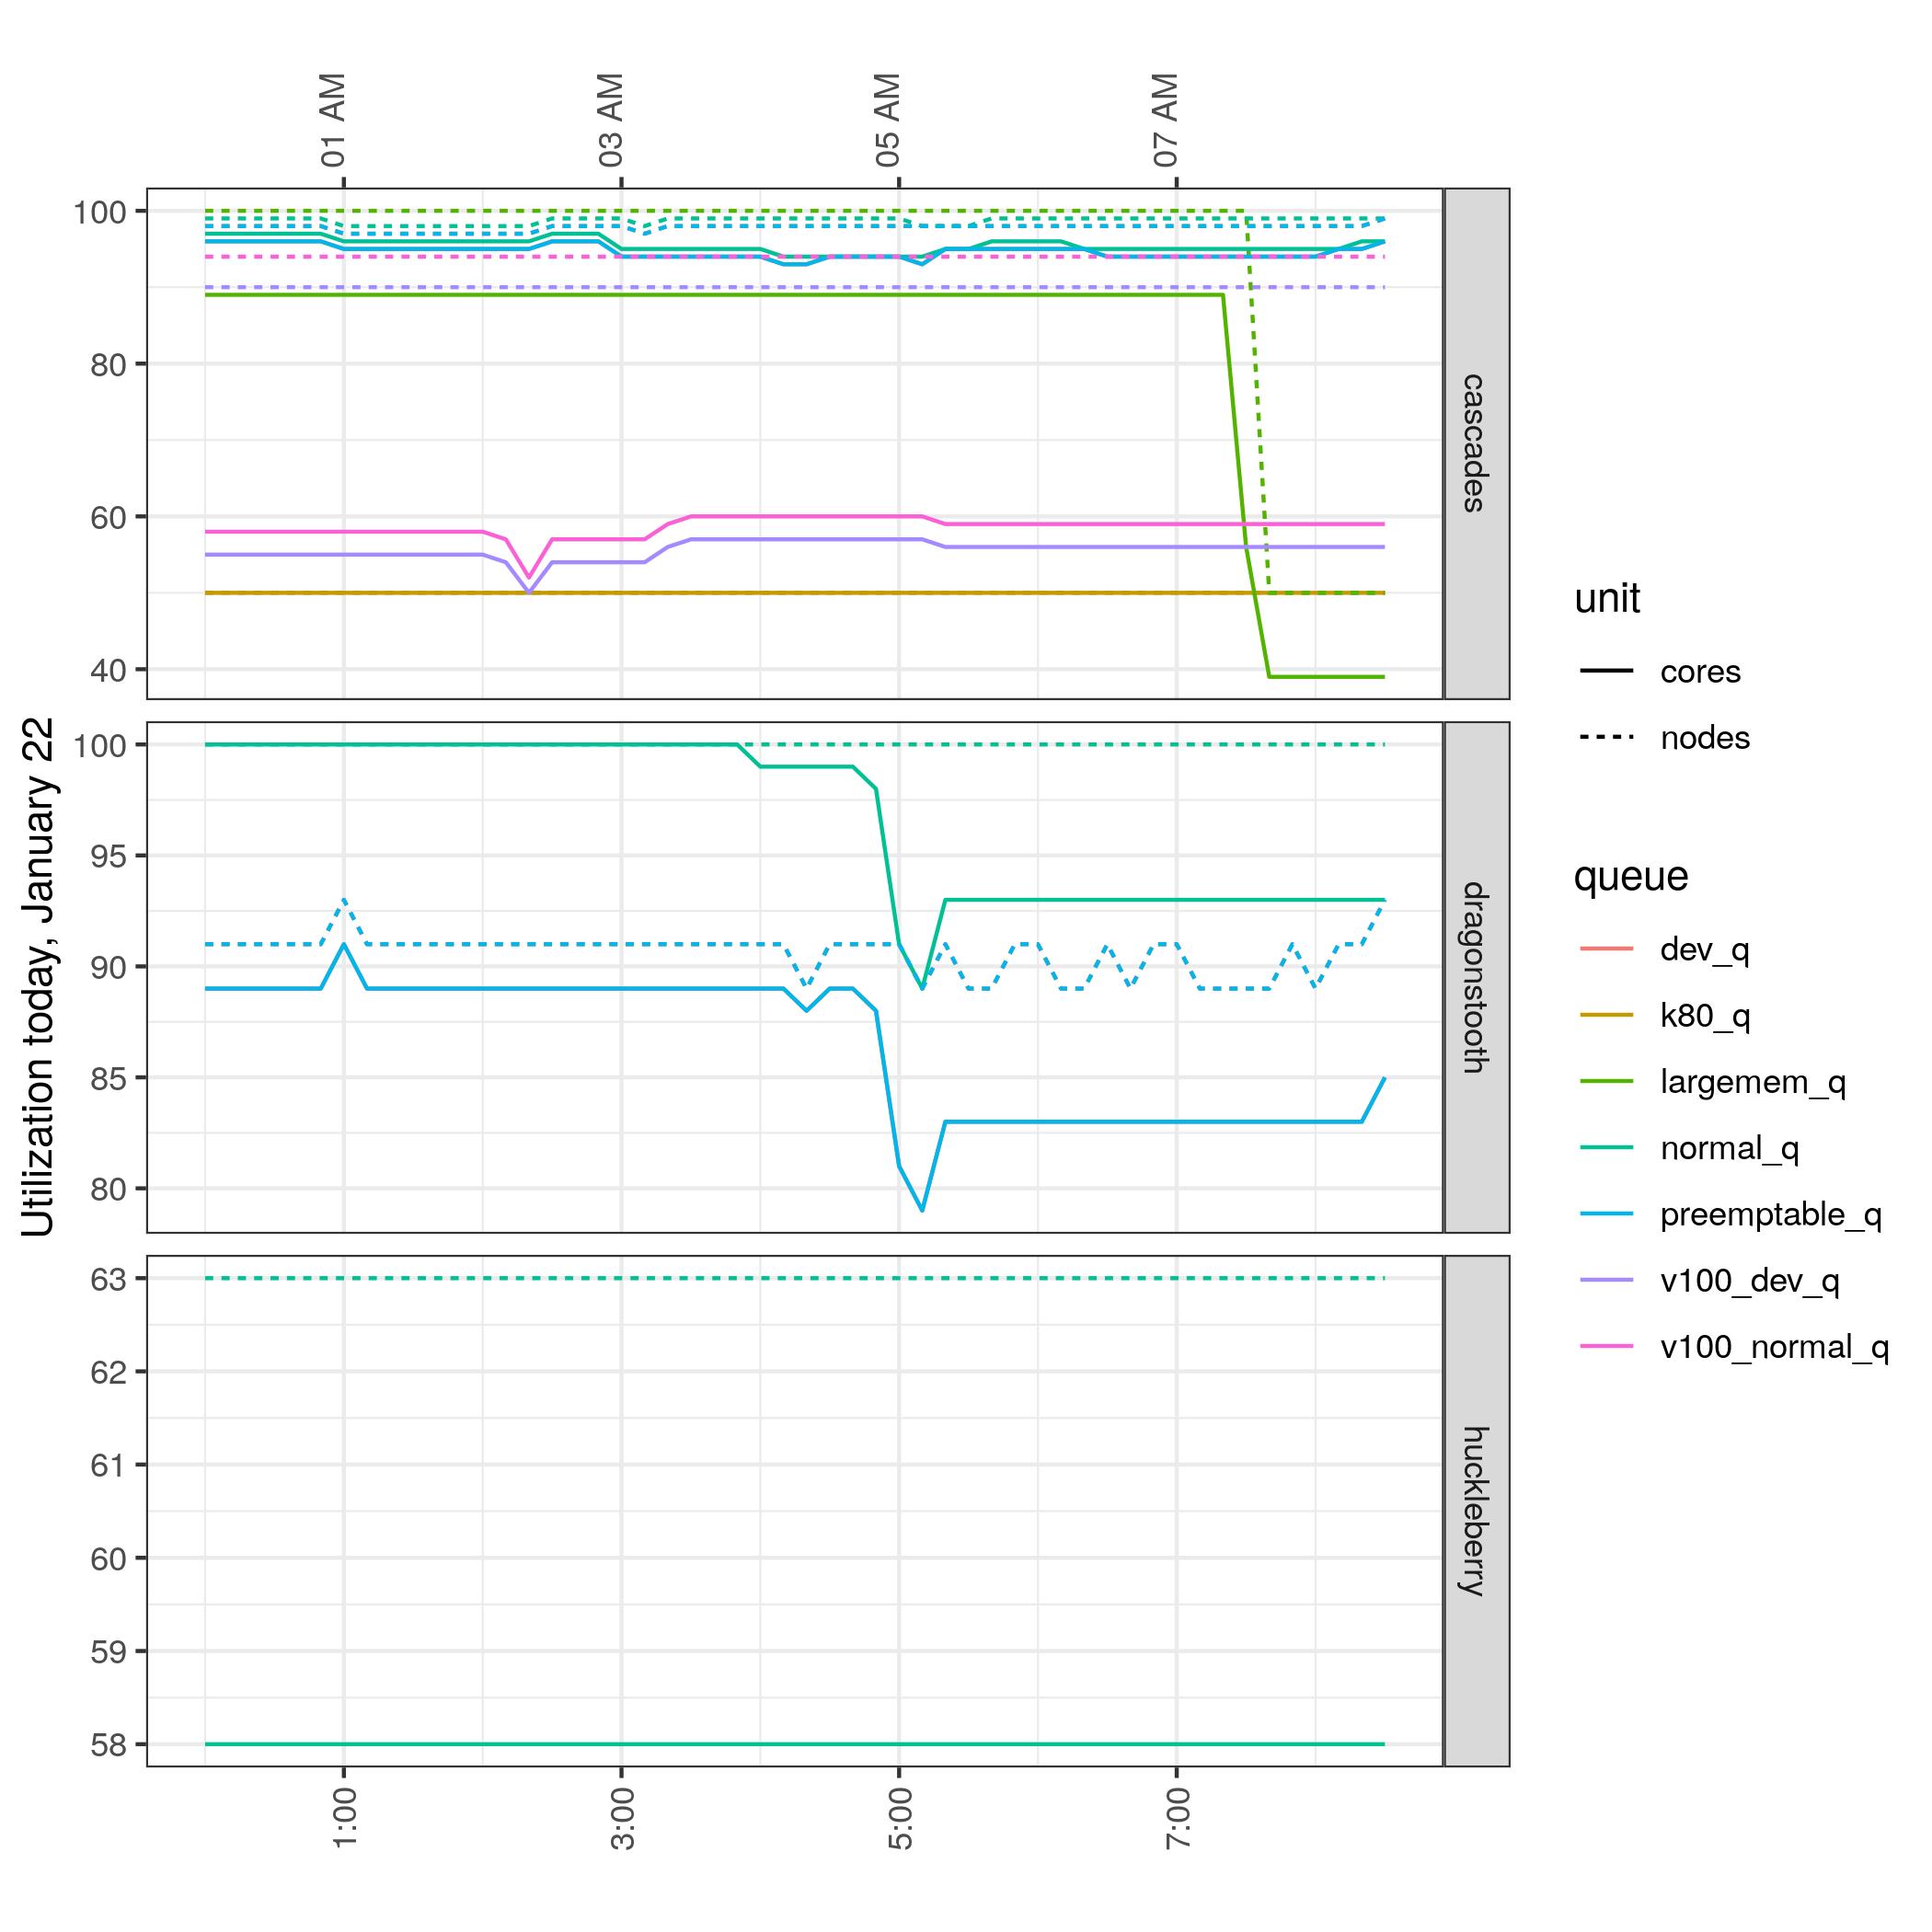 01 AM
03 AM
05 AM
07 AM
Utilization today, January 22
100
80
60
40
cascades
100
95
90
85
80
dragonstooth
63
62
61
60
59
58
huckleberry
1:00
3:00
5:00
7:00
unit
cores
nodes
queue
dev_q
k80_q
largemem_q
normal_q
preemptable_q
v100_dev_q
v100_normal_q